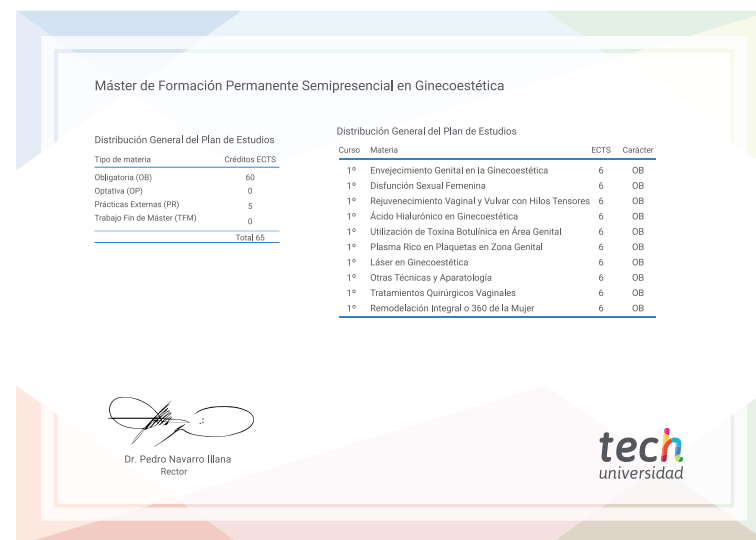 Máster de Formación Permanente Semipresencial en Ginecoestética
Distribución General del Plan de Estudios
Tipo de materia Créditos ECTS
Obligatoria (OB) 60
Optativa (OP) 0
Prácticas Externas (PR) 5
Trabajo Fin de Máster (TFM) 0
Total 65
Distribución General del Plan de Estudios
Curso Materia ECTS Carácter
1º Envejecimiento Genital en la Ginecoestética 6 OB
1º Disfunción Sexual Femenina 6 OB
1º Rejuvenecimiento Vaginal y Vulvar con Hilos Tensores 6 OB
1º Ácido Hialurónico en Ginecoestética 6 OB
1º Utilización de Toxina Botulínica en Área Genital 6 OB
1º Plasma Rico en Plaquetas en Zona Genital 6 OB
1º Láser en Ginecoestética 6 OB
1º Otras Técnicas y Aparatología 6 OB
1º Tratamientos Quirúrgicos Vaginales 6 OB
1º Remodelación Integral o 360 de la Mujer 6 OB
Dr. Pedro Navarro Illana
Rector
tech
universidad